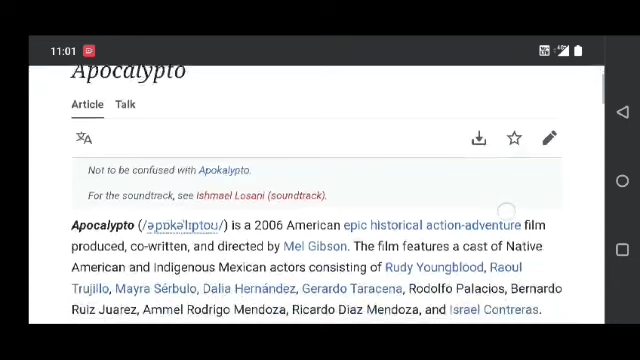 11:01
Apocalypto
Article Talk
Not to be confused with Apokalypto.
For the soundtrack, see Ishmael Losani (soundtrack).
Apocalypto (/əˌpɒkəˈlɪptoʊ/) is a 2006 American epic historical action-adventure film
produced, co-written, and directed by Mel Gibson. The film features a cast of Native
American and Indigenous Mexican actors consisting of Rudy Youngblood, Raoul
Trujillo, Mayra Sérbulo, Dalia Hernández, Gerardo Taracena, Rodolfo Palacios, Bernardo
Ruiz Juarez, Ammel Rodrigo Mendoza, Ricardo Diaz Mendoza, and Israel Contreras.